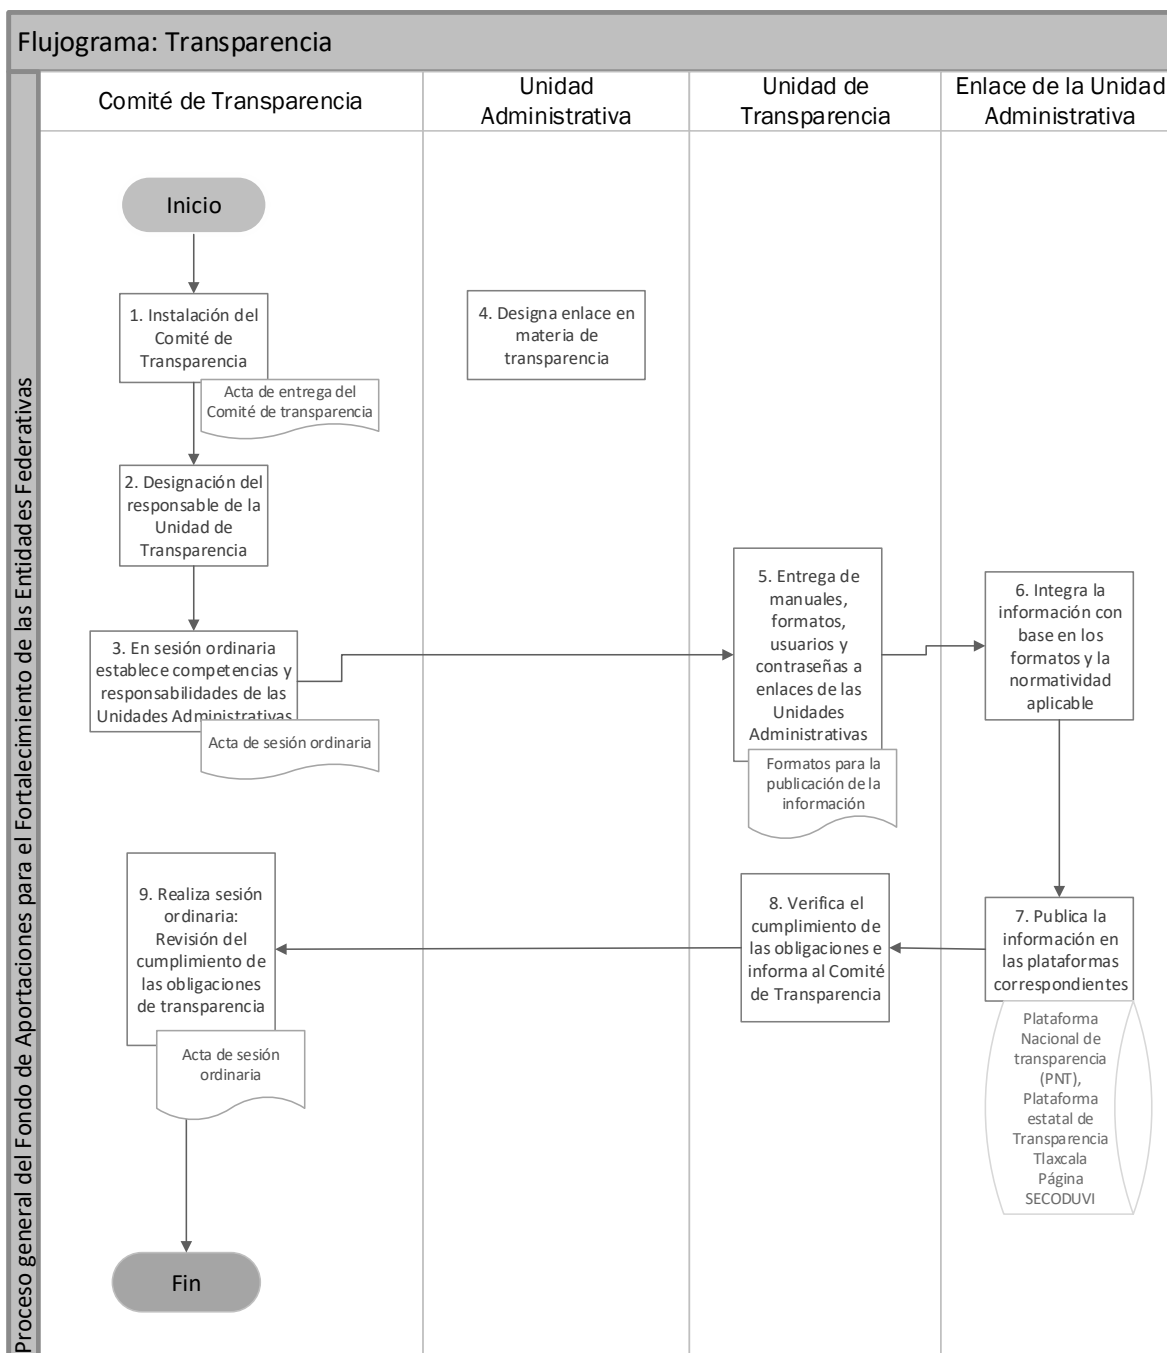 Flujograma: Transparencia
Proceso general del Fondo de Aportaciones para el Fortalecimiento de las Entidades Federativas
Comité de Transparencia
Unidad
Administrativa
Unidad de
Transparencia
Enlace de la Unidad
Administrativa
Inicio
1. Instalación del
Comité de
Transparencia
Acta de entrega del
Comité de transparencia
2. Designación del
responsable de la
Unidad de
Transparencia
3. En sesión ordinaria
establece competencias y
responsabilidades de las
Unidades Administrativas
Acta de sesión ordinaria
4. Designa enlace en
materia de
transparencia
5. Entrega de
manuales,
formatos,
usuarios y
contraseñas a
enlaces de las
Unidades
Administrativas
Formatos para la
publicación de la
información
6. Integra la
información con
base en los
formatos y la
normatividad
aplicable
7. Publica la
información en
las plataformas
correspondientes
Plataforma
Nacional de
transparencia
(PNT),
Plataforma
estatal de
Transparencia
Tlaxcala
Página
SECODUVI
8. Verifica el
cumplimiento de
las obligaciones e
informa al Comité
de Transparencia
9. Realiza sesión
ordinaria:
Revisión del
cumplimiento de
las obligaciones
de transparencia
Acta de sesión
ordinaria
Fin